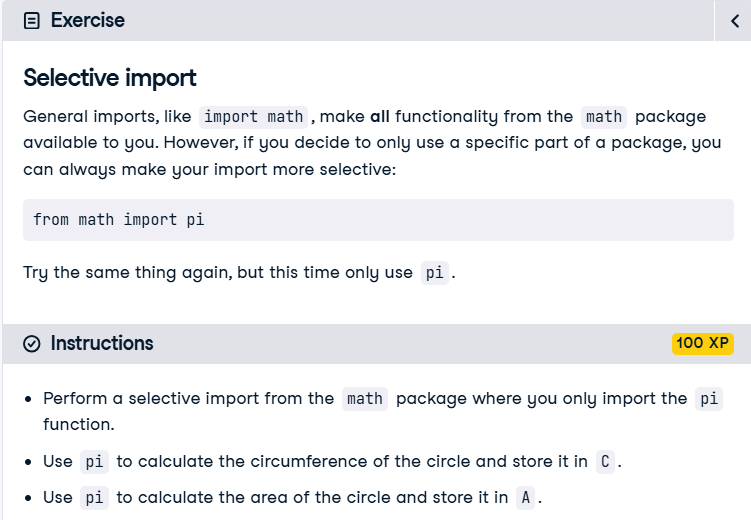 Exercise
Selective import
General imports, like import math , make all functionality from the math package
available to you. However, if you decide to only use a specific part of a package, you
can always make your import more selective:
from math import pi
Try the same thing again, but this time only use pi .
Instructions
100 XP
• Perform a selective import from the math package where you only import the pi
function.
• Use pi to calculate the circumference of the circle and store it in C .
• Use pi to calculate the area of the circle and store it in A .